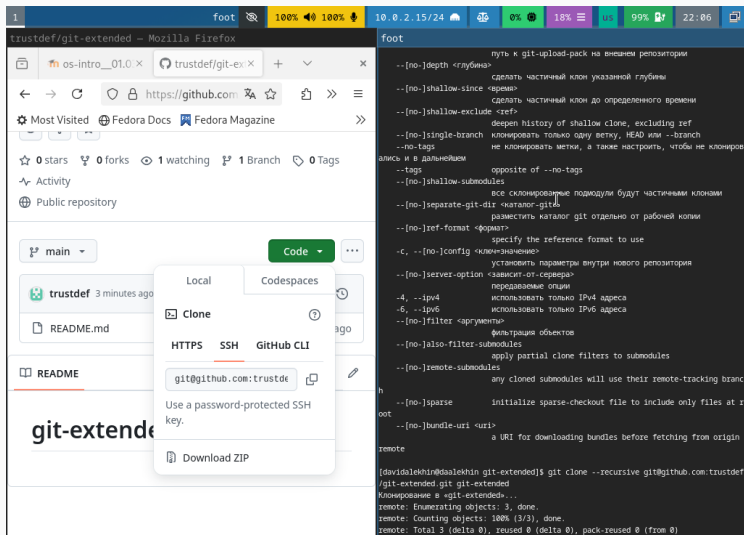 1
foot
100%
100%
10.0.2.15/24
0%
18%
us
99%
22:06
trustdef/git-extended — Mozilla Firefox
os-intro__01.0
trustdef/git-ex
https://github.com
Most Visited
Fedora Docs
Fedora Magazine
0 stars
0 forks
1 watching
1 Branch
0 Tags
Activity
Public repository
main
Code
Local
Codespaces
trustdef
3 minutes ago
Clone
README.md
ago
HTTPS
SSH
GitHub CLI
README
git@github.com:trustde
Use a password-protected SSH
key.
git-extende
Download ZIP
foot
путь к git-upload-pack на внешнем репозитории
--[no-]depth <глубина>
сделать частичный клон указанной глубины
--[no-]shallow-since <время>
сделать частичный клон до определенного времени
--[no-]shallow-exclude <ref>
deepen history of shallow clone, excluding ref
--[no-]single-branch клонировать только одну ветку, HEAD или --branch
--no-tags не клонировать метки, а также настроить, чтобы не клониров
ались и в дальнейшем
--tags opposite of --no-tags
--[no-]shallow-submodules
все склонированные подмодули будут частичными клонами
--[no-]separate-git-dir <каталог-git>
разместить каталог git отдельно от рабочей копии
--[no-]ref-format <формат>
specify the reference format to use
-c, --[no-]config <ключ=значение>
установить параметры внутри нового репозитория
--[no-]server-option <зависит-от-сервера>
передаваемые опции
-4, --ipv4 использовать только IPv4 адреса
-6, --ipv6 использовать только IPv6 адреса
--[no-]filter <аргументы>
фильтрация объектов
--[no-]also-filter-submodules
apply partial clone filters to submodules
--[no-]remote-submodules
any cloned submodules will use their remote-tracking branc
h
--[no-]sparse initialize sparse-checkout file to include only files at r
oot
--[no-]bundle-uri <uri>
a URI for downloading bundles before fetching from origin
remote
[davidalekhin@daalekhin git-extended]$ git clone --recursive git@github.com:trustdef
/git-extended.git git-extended
Клонирование в «git-extended»...
remote: Enumerating objects: 3, done.
remote: Counting objects: 100% (3/3), done.
remote: Total 3 (delta 0), reused 0 (delta 0), pack-reused 0 (from 0)